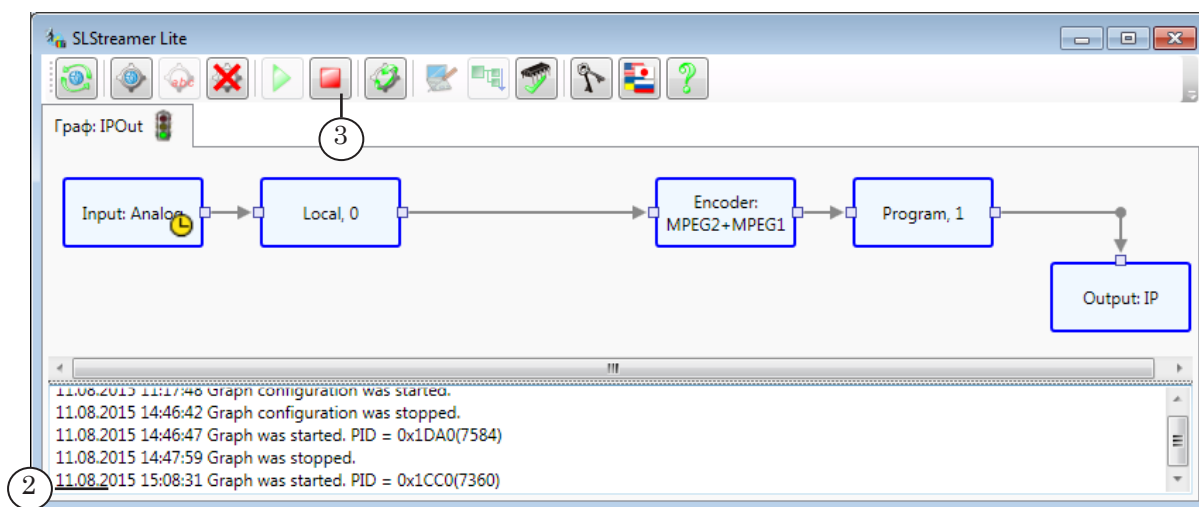 SLStreamer Lite
abc
3
Граф: IPOut
Input: Analog
Local, 0
Encoder:
MPEG2+MPEG1
Program, 1
Output: IP
11.08.2015 11:17:48 Graph configuration was started.
11.08.2015 14:46:42 Graph configuration was stopped.
11.08.2015 14:46:47 Graph was started. PID = 0x1DA0(7584)
11.08.2015 14:47:59 Graph was stopped.
2
11.08.2015 15:08:31 Graph was started. PID = 0x1CC0(7360)